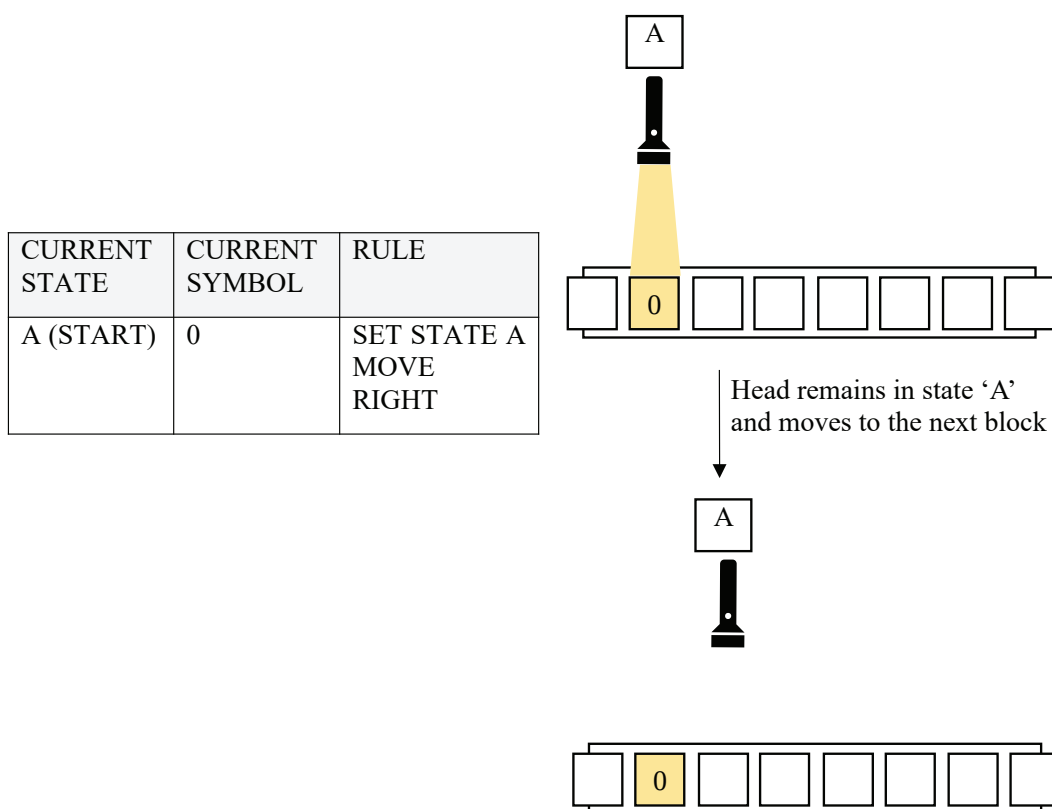 A
CURRENT STATE
CURRENT SYMBOL
RULE
A (START)
0
SET STATE A
MOVE
RIGHT
0
Head remains in state ‘A’
and moves to the next block
A
0